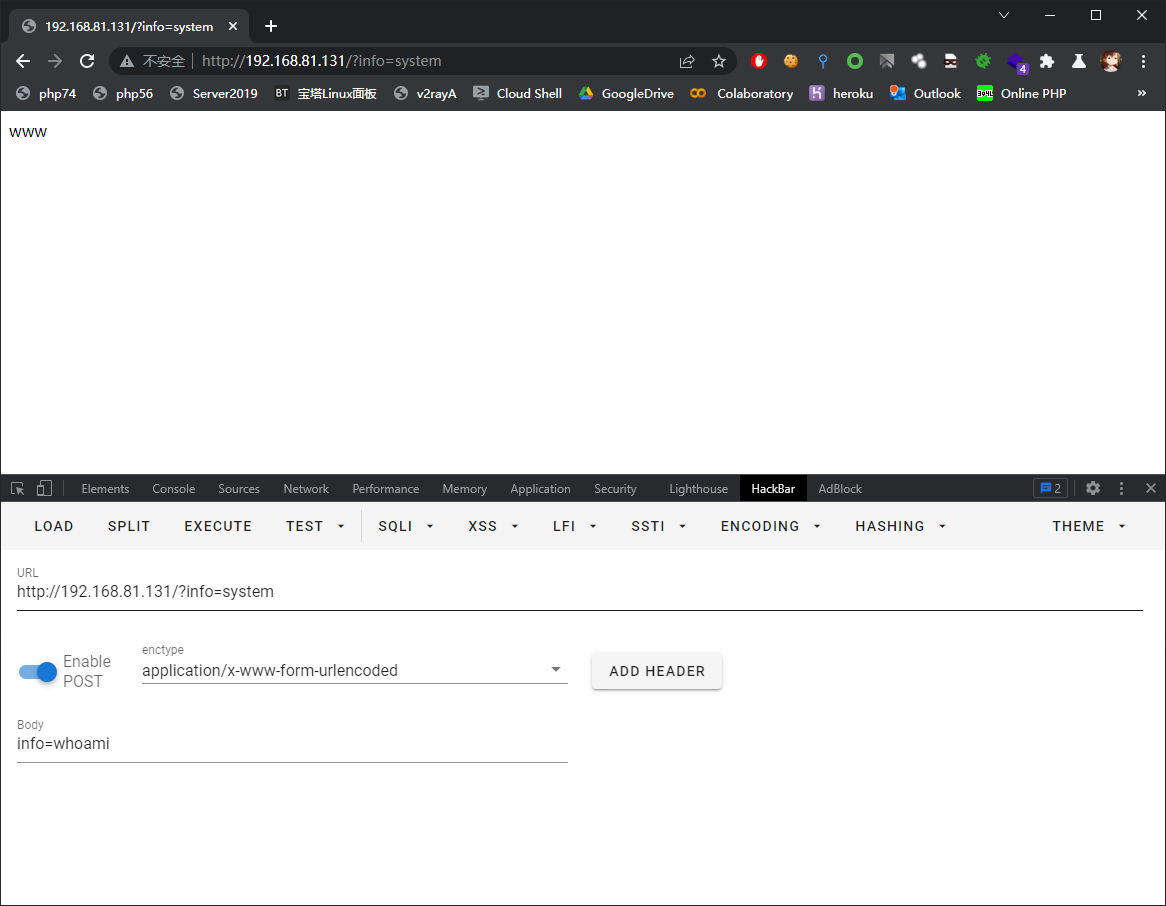 192.168.81.131/?info=system
不安全 http://192.168.81.131/?info=system
4
php74 php56 Server2019 BT 宝塔Linux面板 v2rayA Cloud Shell GoogleDrive Colaboratory heroku Outlook Online PHP »
www
Elements Console Sources Network Performance Memory Application Security Lighthouse HackBar AdBlock 2
LOAD SPLIT EXECUTE TEST SQLI XSS LFI SSTI ENCODING HASHING THEME
URL
http://192.168.81.131/?info=system
Enable
POST
enctype
application/x-www-form-urlencoded
ADD HEADER
Body
info=whoami